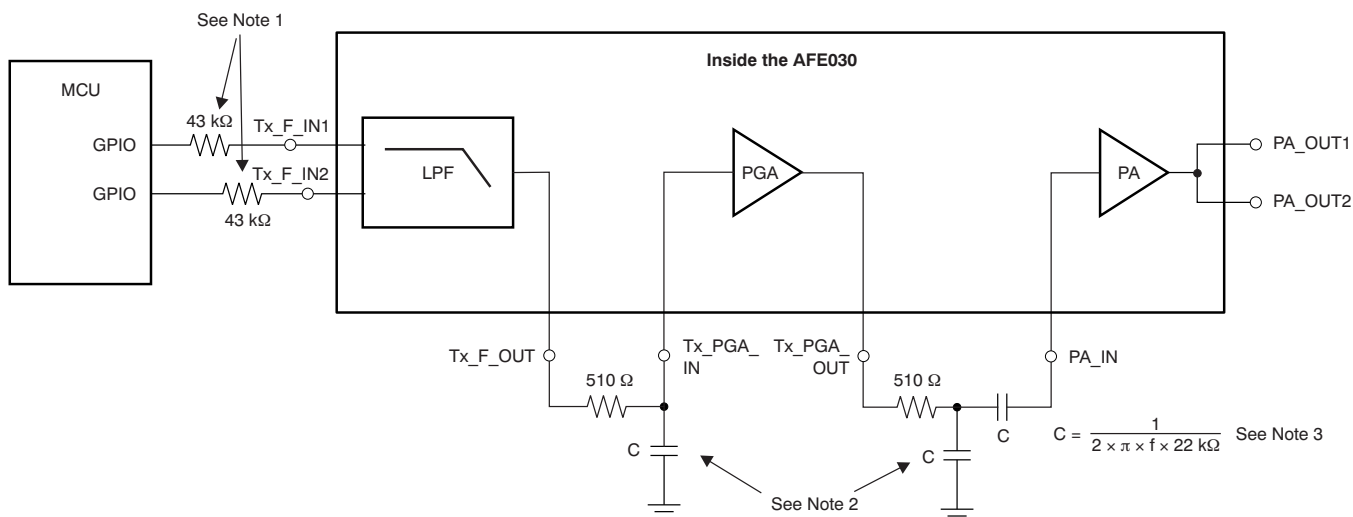 See Note 1
Inside the AFE030
MCU
43 kΩ
Tx_F_IN1
GPIO
Tx_F_IN2
GPIO
43 kΩ
LPF
PGA
PA
PA_OUT1
PA_OUT2
Tx_F_OUT
Tx_PGA_
IN
Tx_PGA_
OUT
PA_IN
510 Ω
510 Ω
C
C
C
C = 1 / 2 × π × f × 22 kΩ See Note 3
See Note 2